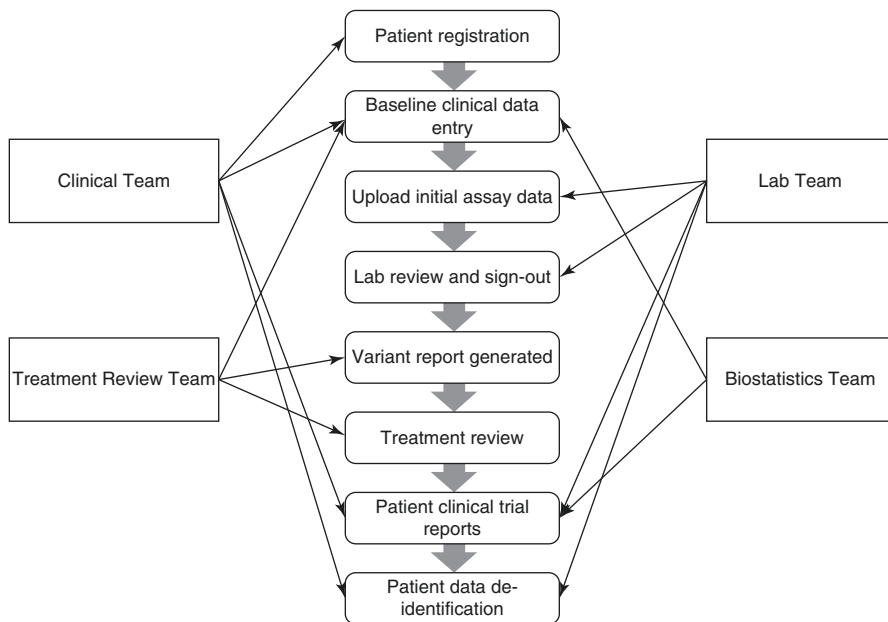 Patient registration
Baseline clinical data
entry
Clinical Team
Lab Team
Upload initial assay data
Lab review and sign-out
Variant report generated
Treatment Review Team
Biostatistics Team
Treatment review
Patient clinical trial
reports
Patient data de-
identification